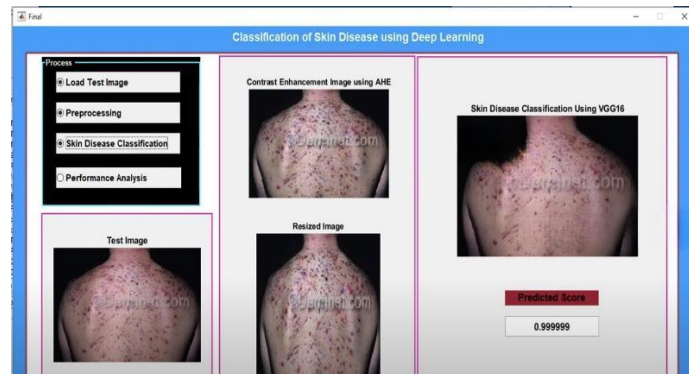 Final
Classification of Skin Disease using Deep Learning
Process
Load Test Image
Preprocessing
Skin Disease Classification
Performance Analysis
Test Image
Contrast Enhancement Image using AHE
Resized Image
Skin Disease Classification Using VGG16
Predicted Score
0.999999